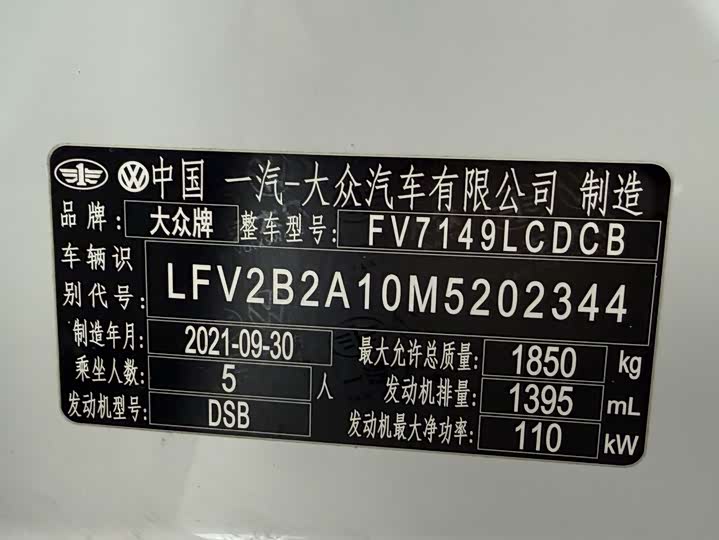 中国 一汽-大众汽车有限公司 制造
品牌: 大众牌 整车型号: FV7149LCDCB
车辆识别代号: LFV2B2A10M5202344
制造年月: 2021-09-30 最大允许总质量: 1850 kg
乘坐人数: 5 人 发动机排量: 1395 mL
发动机型号: DSB 发动机最大净功率: 110 kW